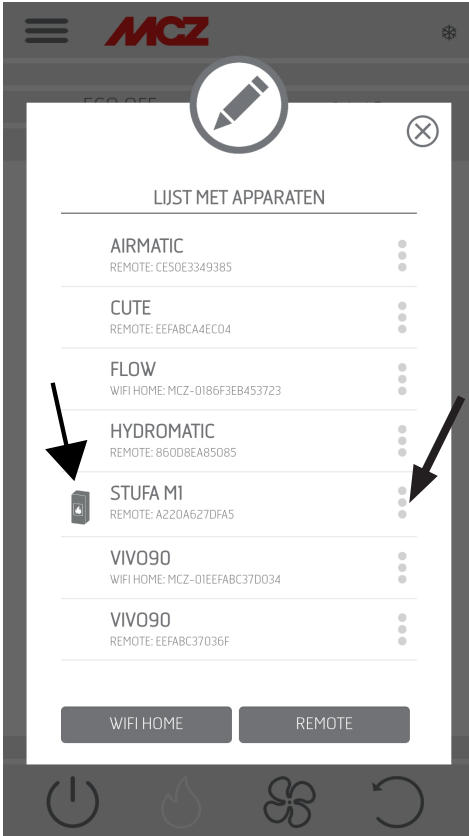 MCZ
LIJST MET APPARATEN
AIRMATIC
REMOTE: CE50E3349385
CUTE
REMOTE: EEFABCA4EC04
FLOW
WIFI HOME: MCZ-0186F3EB453723
HYDROMATIC
REMOTE: 860D8EA85085
STUFA M1
REMOTE: A220A627DFA5
VIVO90
WIFI HOME: MCZ-01EEFABC37D034
VIVO90
REMOTE: EEFABC37036F
WIFI HOME REMOTE